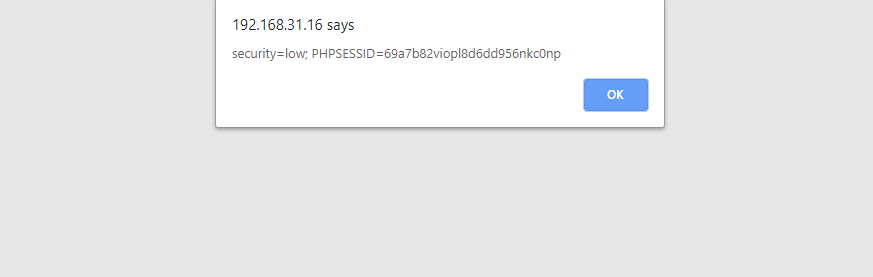 192.168.31.16 says
security=low; PHPSESSID=69a7b82viopl8d6dd956nkc0np
OK